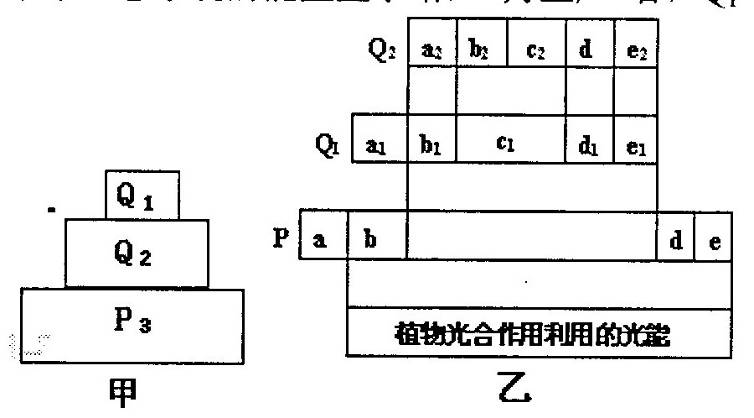 Q₂ a₂ b₂ c₂ d e₂
Q₁ a₁ b₁ c₁ d₁ e₁
P a b d e
植物光合作用利用的光能
乙
Q 1
Q 2
P 3
甲